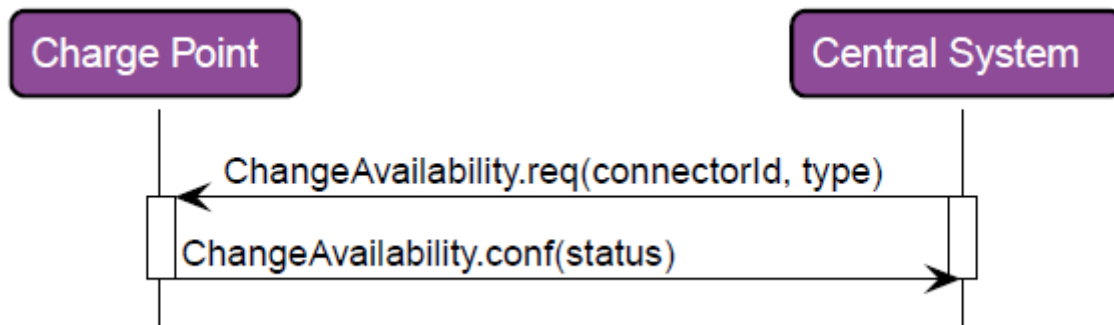 Charge Point
Central System
ChangeAvailability.req(connectorId, type)
ChangeAvailability.conf(status)